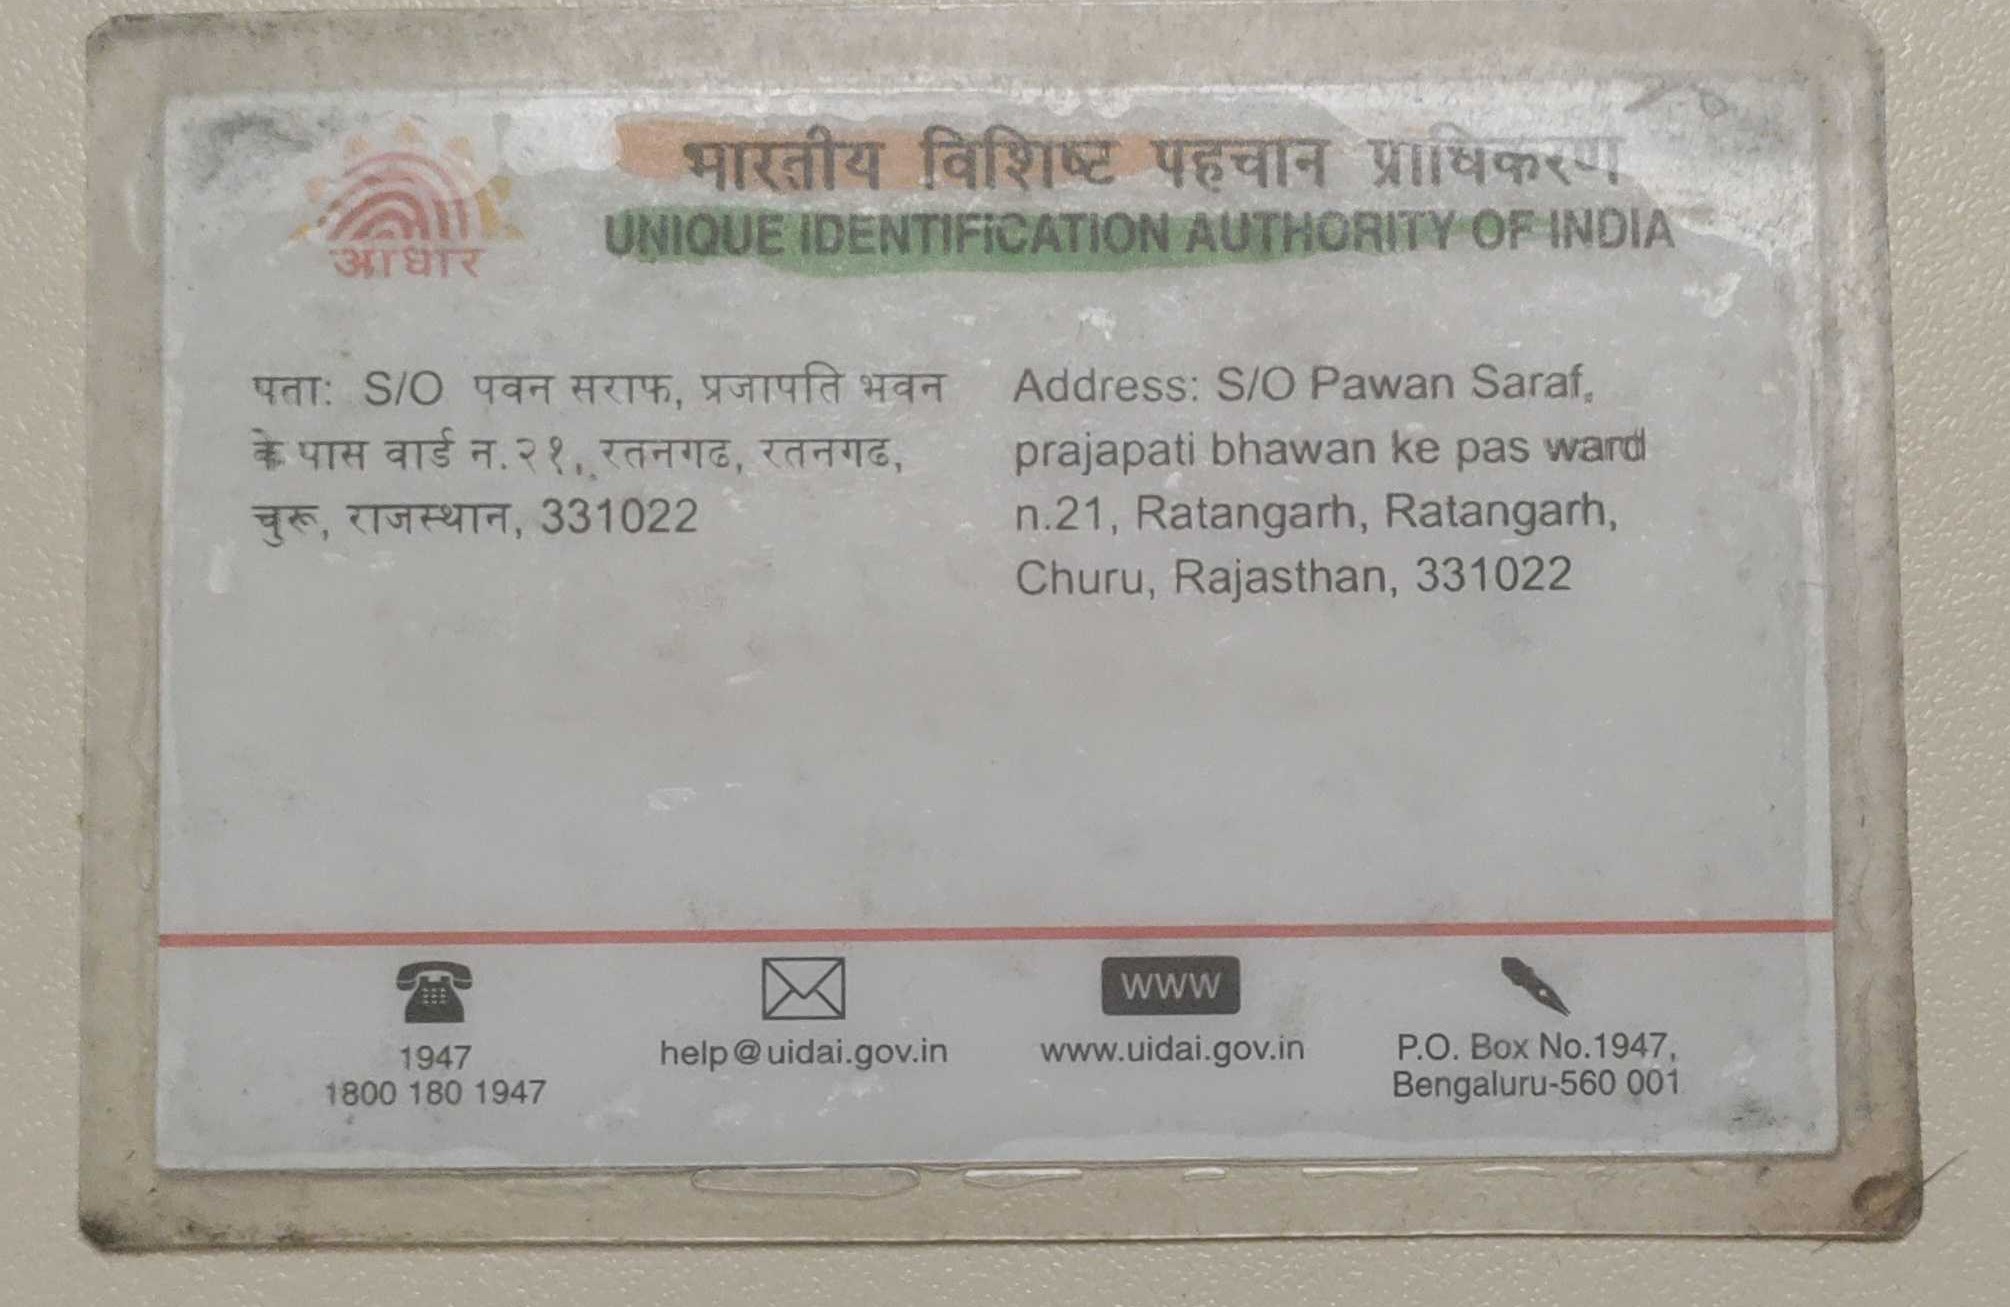 भारतीय विशिष्ट पहचान प्राधिकरण
UNIQUE IDENTIFICATION AUTHORITY OF INDIA
आधार
पता: S/O पवन सराफ, प्रजापति भवन
के पास वार्ड न.२१, रतनगढ, रतनगढ,
चुरू, राजस्थान, 331022
Address: S/O Pawan Saraf,
prajapati bhawan ke pas ward
n.21, Ratangarh, Ratangarh,
Churu, Rajasthan, 331022
1947
1800 180 1947
help@uidai.gov.in
www
www.uidai.gov.in
P.O. Box No.1947,
Bengaluru-560 001